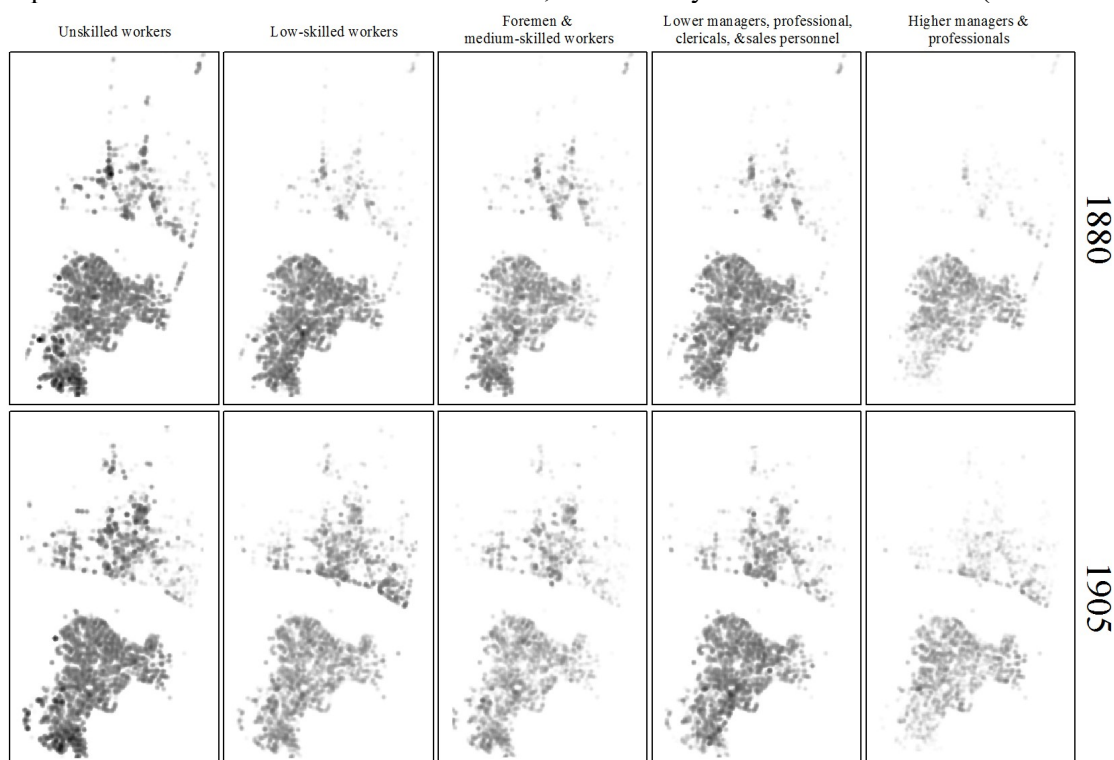 Unskilled workers
Low-skilled workers
Foremen &
medium-skilled workers
Lower managers, professional,
clericals, &sales personnel
Higher managers &
professionals
1880
1905